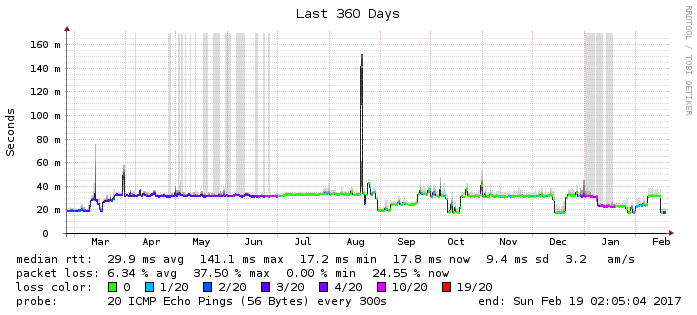 Last 360 Days
RRDTOOL / TOBI OETIKER
Seconds
160 m
140 m
120 m
100 m
80 m
60 m
40 m
20 m
0
Mar Apr May Jun Jul Aug Sep Oct Nov Dec Jan Feb
median rtt: 29.9 ms avg 141.1 ms max 17.2 ms min 17.8 ms now 9.4 ms sd 3.2 am/s
packet loss: 6.34 % avg 37.50 % max 0.00 % min 24.55 % now
loss color: 0 1/20 2/20 3/20 4/20 10/20 19/20
probe: 20 ICMP Echo Pings (56 Bytes) every 300s end: Sun Feb 19 02:05:04 2017